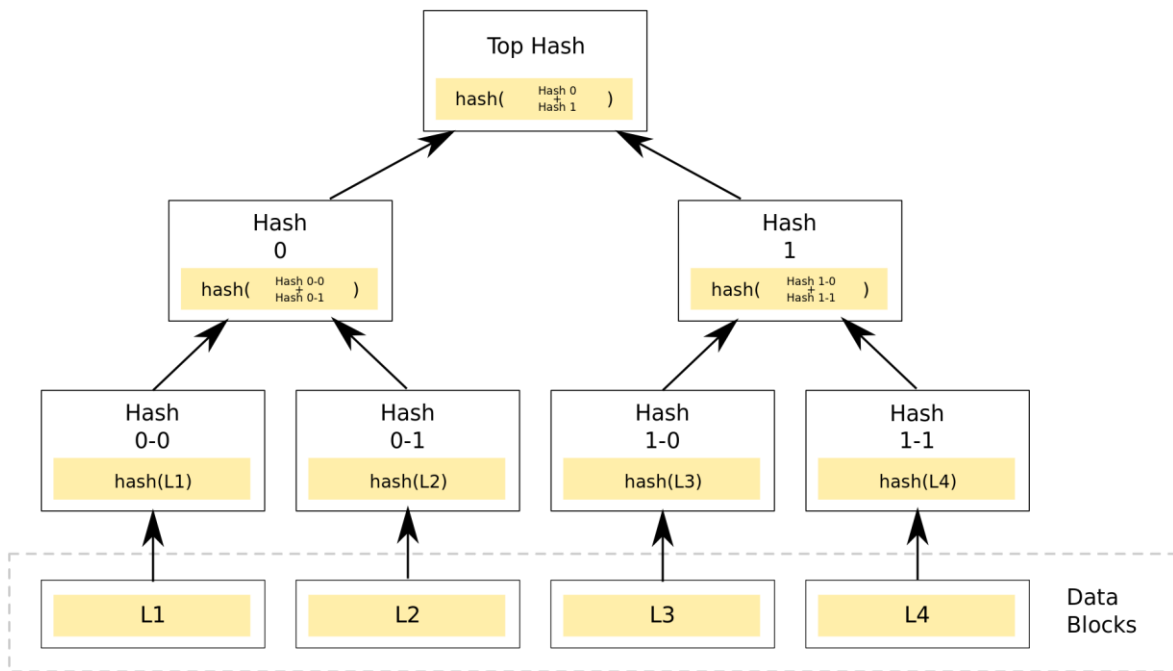 Top Hash
hash( Hash 0 + Hash 1 )
Hash
0
hash( Hash 0-0 + Hash 0-1 )
Hash
1
hash( Hash 1-0 + Hash 1-1 )
Hash
0-0
hash(L1)
Hash
0-1
hash(L2)
Hash
1-0
hash(L3)
Hash
1-1
hash(L4)
L1
L2
L3
L4
Data
Blocks